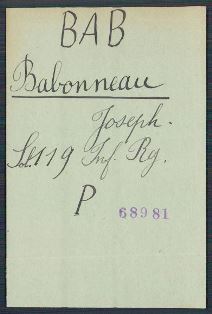 BAB
Babonneau
Joseph.
Sol. 119 Inf. Rg.
P
68981